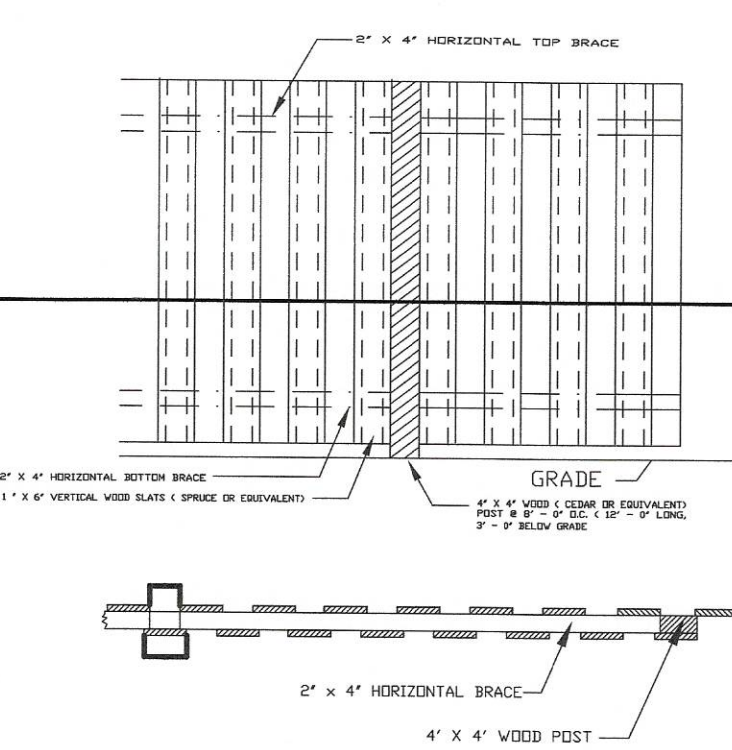 2" X 4" HORIZONTAL TOP BRACE
2" X 4" HORIZONTAL BOTTOM BRACE
1 " X 6" VERTICAL WOOD SLATS ( SPRUCE OR EQUIVALENT)
GRADE
4" X 4" WOOD ( CEDAR OR EQUIVALENT)
POST @ 8' - 0" O.C. ( 12' - 0" LONG,
3' - 0" BELOW GRADE
2" x 4" HORIZONTAL BRACE
4' X 4' WOOD POST